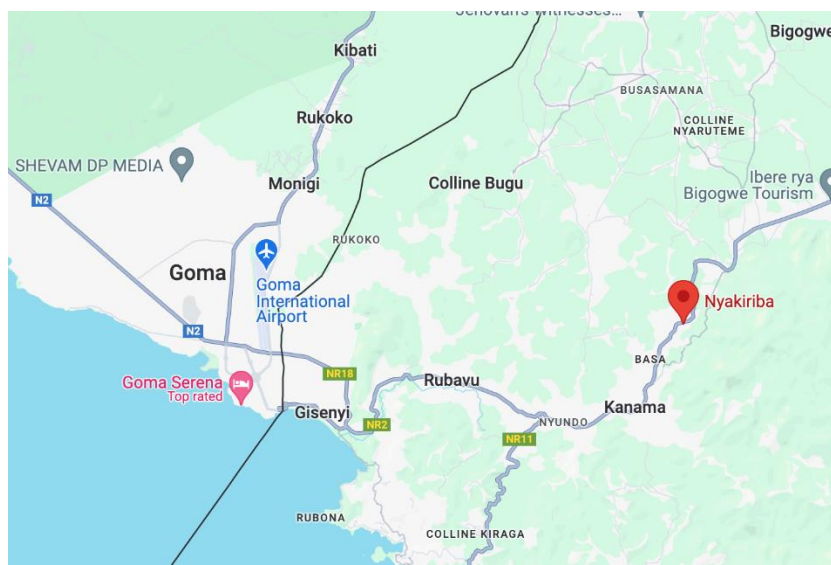 Jehovah's Witnesses...
Kibati
Bigogwe
BUSASAMANA
Rukoko
COLLINE
NYARUTEME
SHEVAM DP MEDIA
Monigi
Colline Bugu
Ibere rya
Bigogwe Tourism
N2
RUKOKO
Goma
Goma
International
Airport
Nyakiriba
N2
BASA
NR18
Goma Serena
Top rated
Rubavu
Kanama
Gisenyi
NR2
NYUNDO
NR11
RUBONA
COLLINE KIRAGA